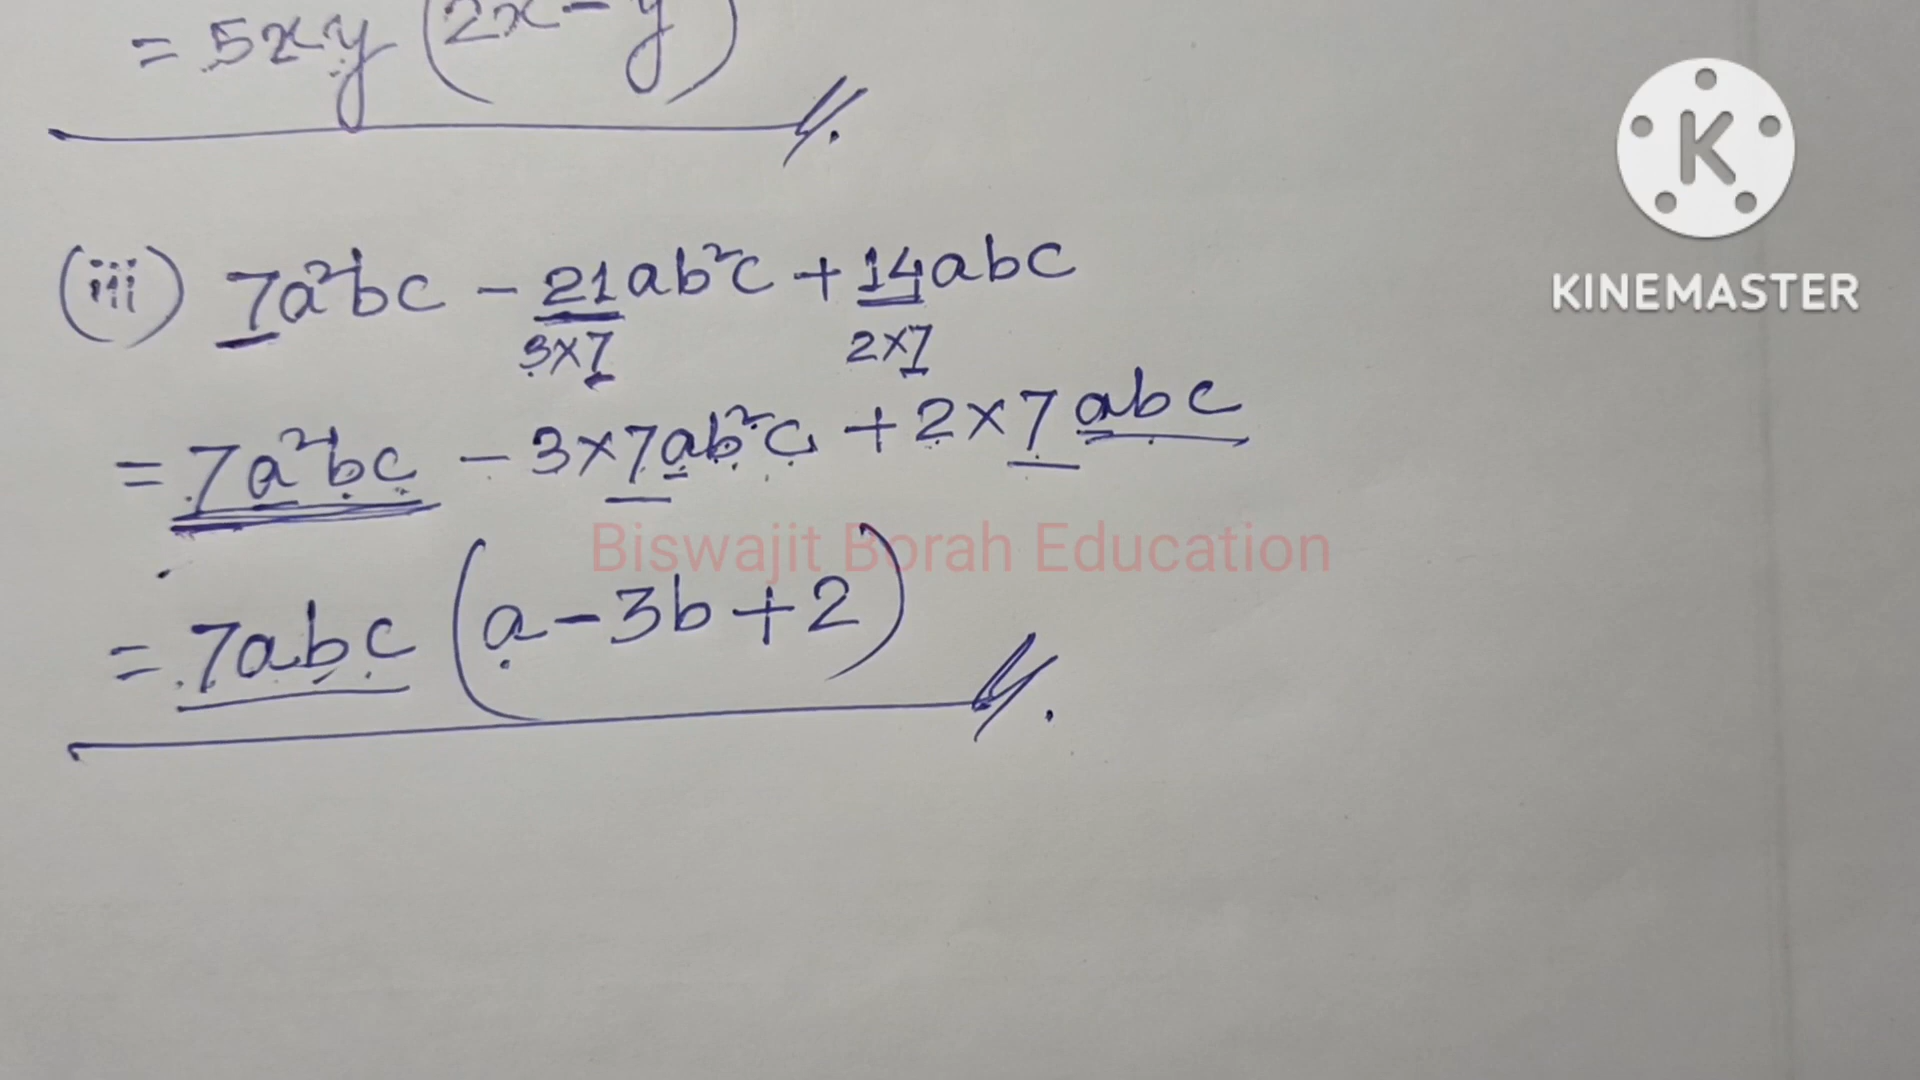 = 5xy (2x - y)
KINEMASTER
(iii) 7a²bc - 21ab²c + 14abc
3×7 2×7
= 7a²bc - 3×7ab²c + 2×7abc
Biswajit Borah Education
= 7abc (a - 3b + 2)